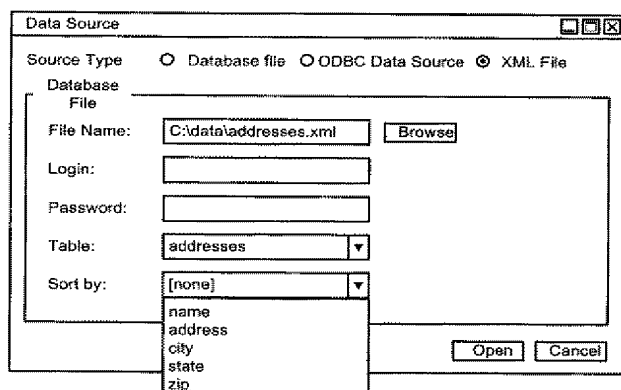 Data Source
Source Type Database file ODBC Data Source XML File
Database
File
File Name: C:\data\addresses.xml Browse
Login:
Password:
Table: addresses
Sort by: [none]
name
address
city
state
zip
Open Cancel